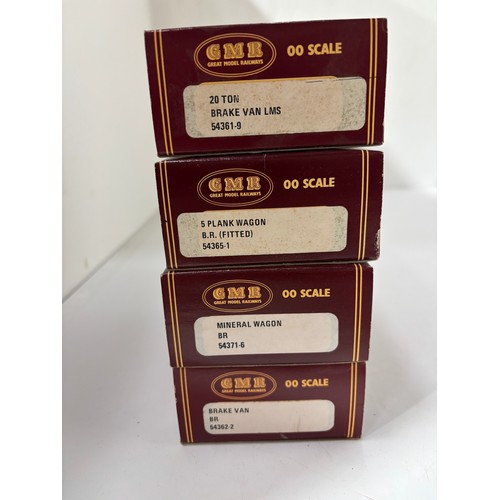 GMR
GREAT MODEL RAILWAYS
OO SCALE
20 TON
BRAKE VAN LMS
54361-9
GMR
GREAT MODEL RAILWAYS
OO SCALE
5 PLANK WAGON
B.R. (FITTED)
54365-1
GMR
GREAT MODEL RAILWAYS
OO SCALE
MINERAL WAGON
BR
54371-6
GMR
GREAT MODEL RAILWAYS
OO SCALE
BRAKE VAN
BR
54362-2